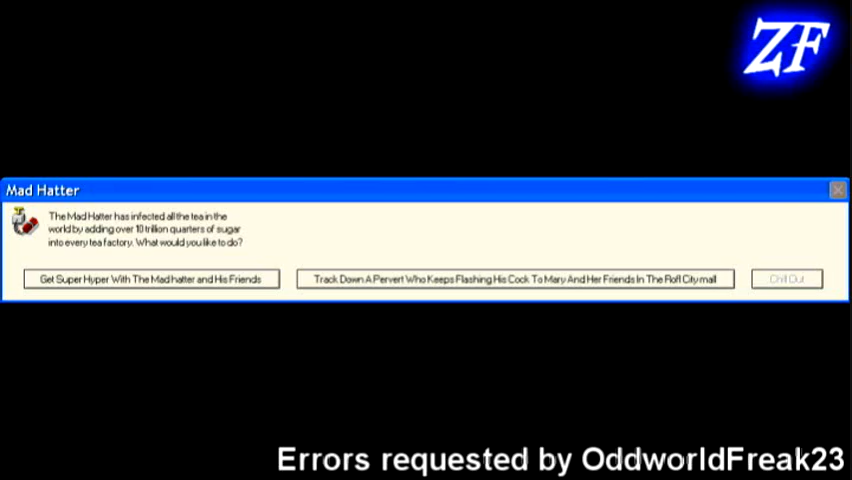 ZF
Mad Hatter
The Mad Hatter has infected all the tea in the
world by adding over 10 trillion quarters of sugar
into every tea factory. What would you like to do?
Get Super Hyper With The Mad hatter and His Friends
Track Down A Pervert Who Keeps Flashing His Cock To Mary And Her Friends In The Rofl City mall
Chill Out
Errors requested by OddworldFreak23